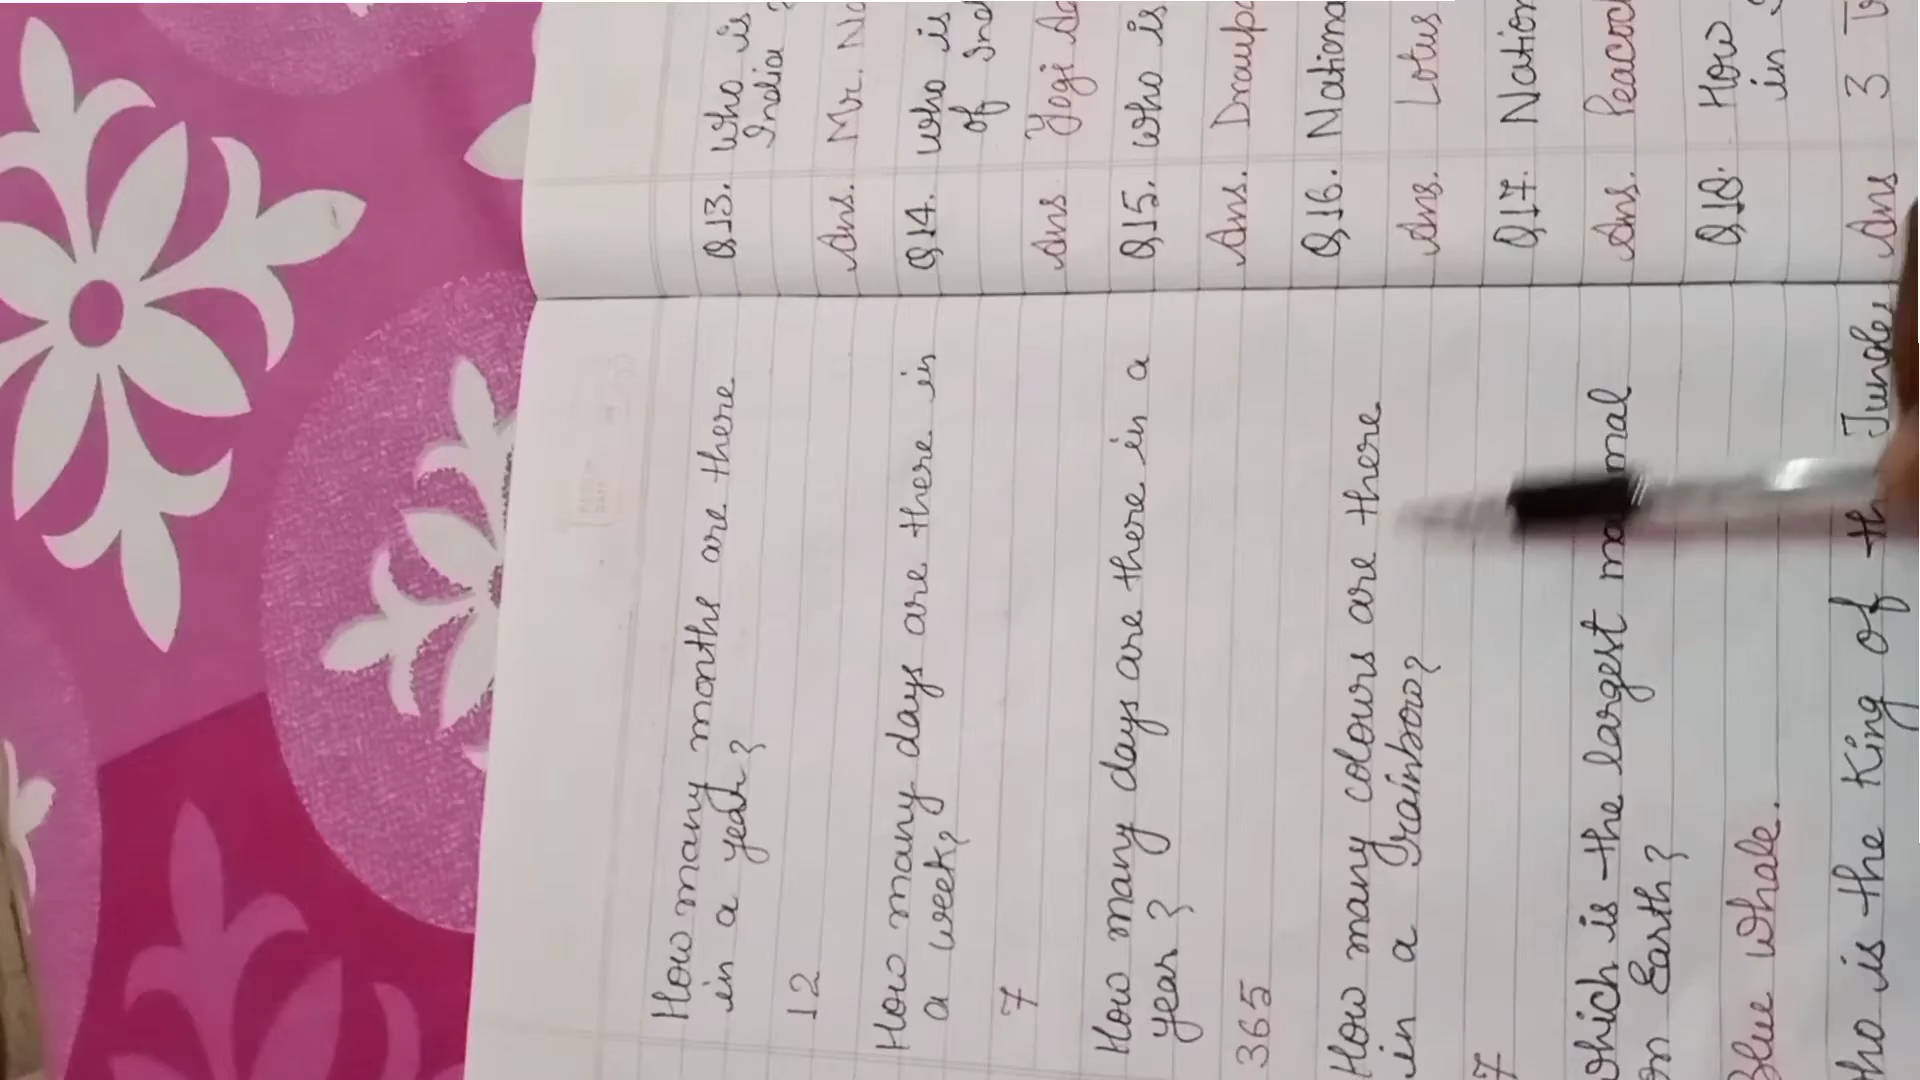 How many months are there
in a year?
12
How many days are there in
a week?
7
How many days are there in a
year?
365
How many colours are there
in a rainbow?
7
which is the largest mammal
on Earth?
Blue whale.
who is the King of the Jungle
Q13. who is
India ?
Ans. Mr.
Q14. who is
of
Ans. Yogi
Q15. who is
Ans.
Q16.
Ans. Lotus
Q17.
Ans.
Q18. How
in
Ans 3